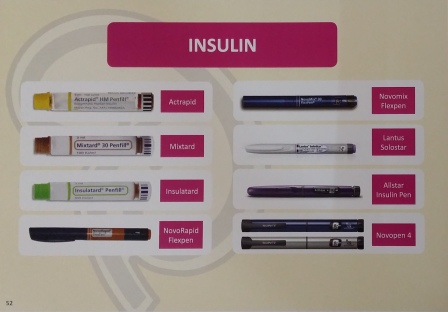 INSULIN
Actrapid® HM Penfill®
Actrapid
Mixtard® 30 Penfill®
Mixtard
Insulatard® Penfill®
Insulatard
NovoRapid
Flexpen
Novomix
Flexpen
Lantus
Solostar
Allstar
Insulin Pen
Novopen 4
52